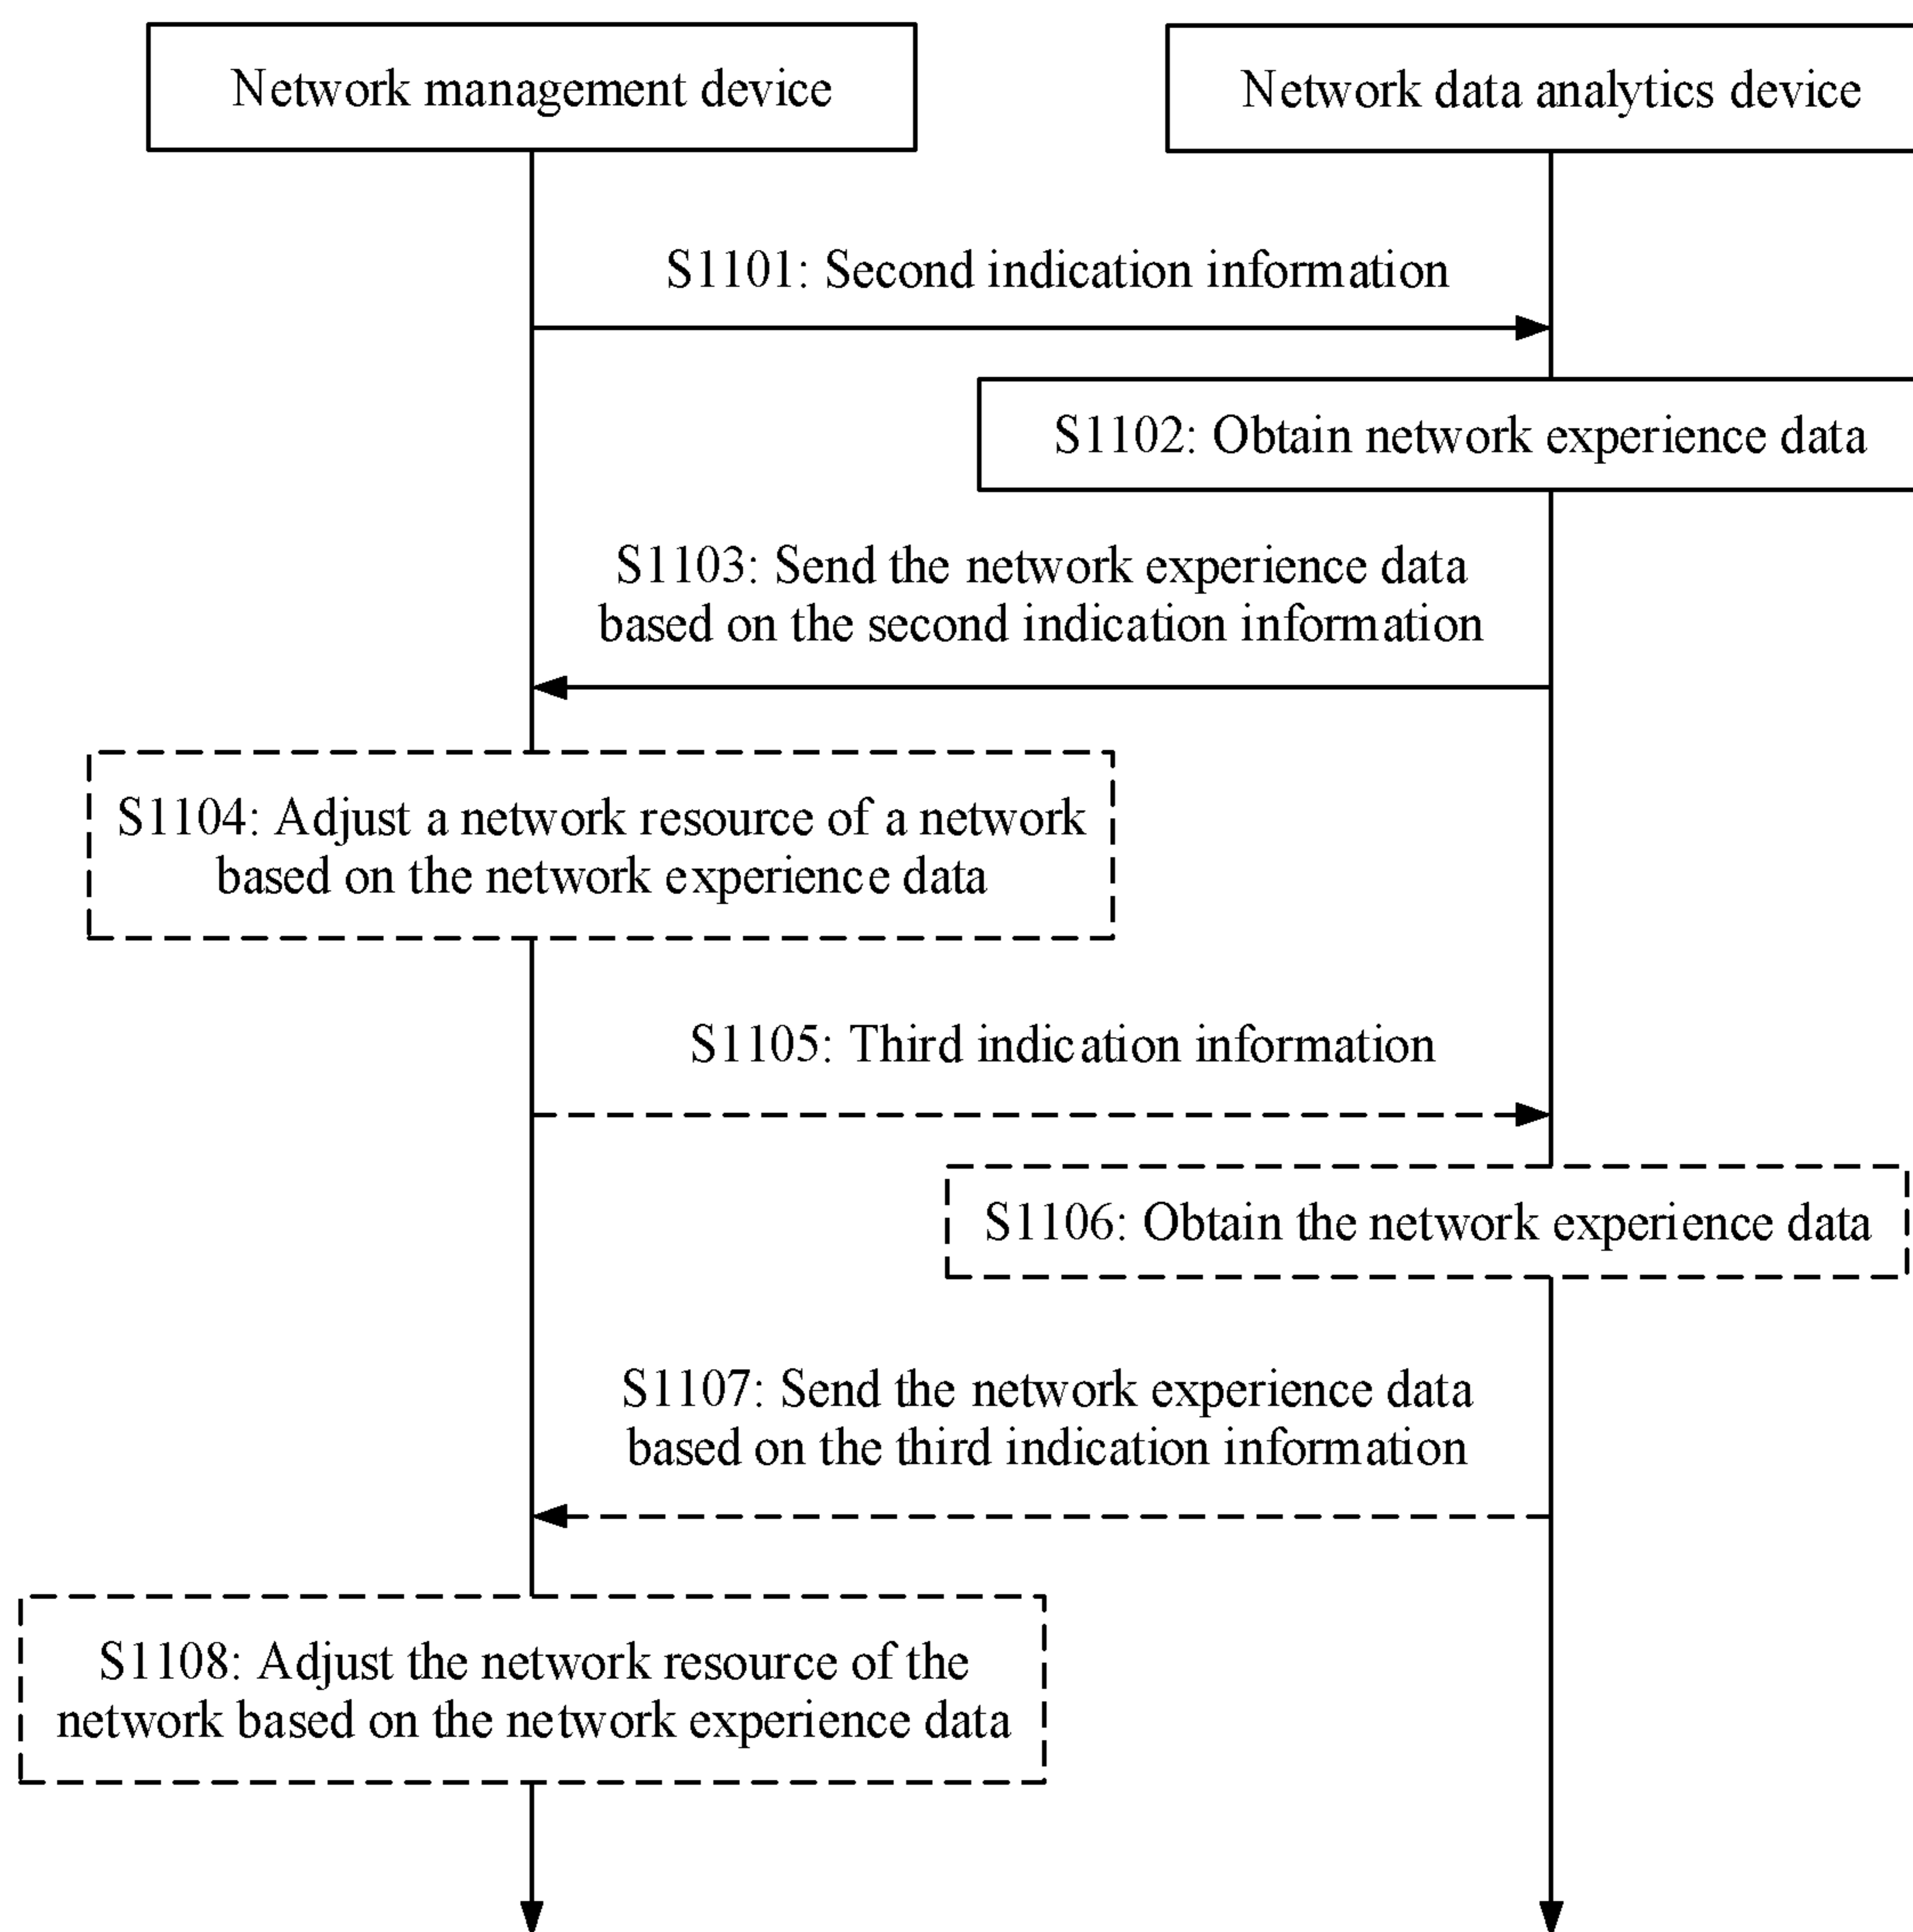 Network management device
Network data analytics device
S1101: Second indication information
S1102: Obtain network experience data
S1103: Send the network experience data
based on the second indication information
S1104: Adjust a network resource of a network
based on the network experience data
S1105: Third indication information
S1106: Obtain the network experience data
S1107: Send the network experience data
based on the third indication information
S1108: Adjust the network resource of the
network based on the network experience data